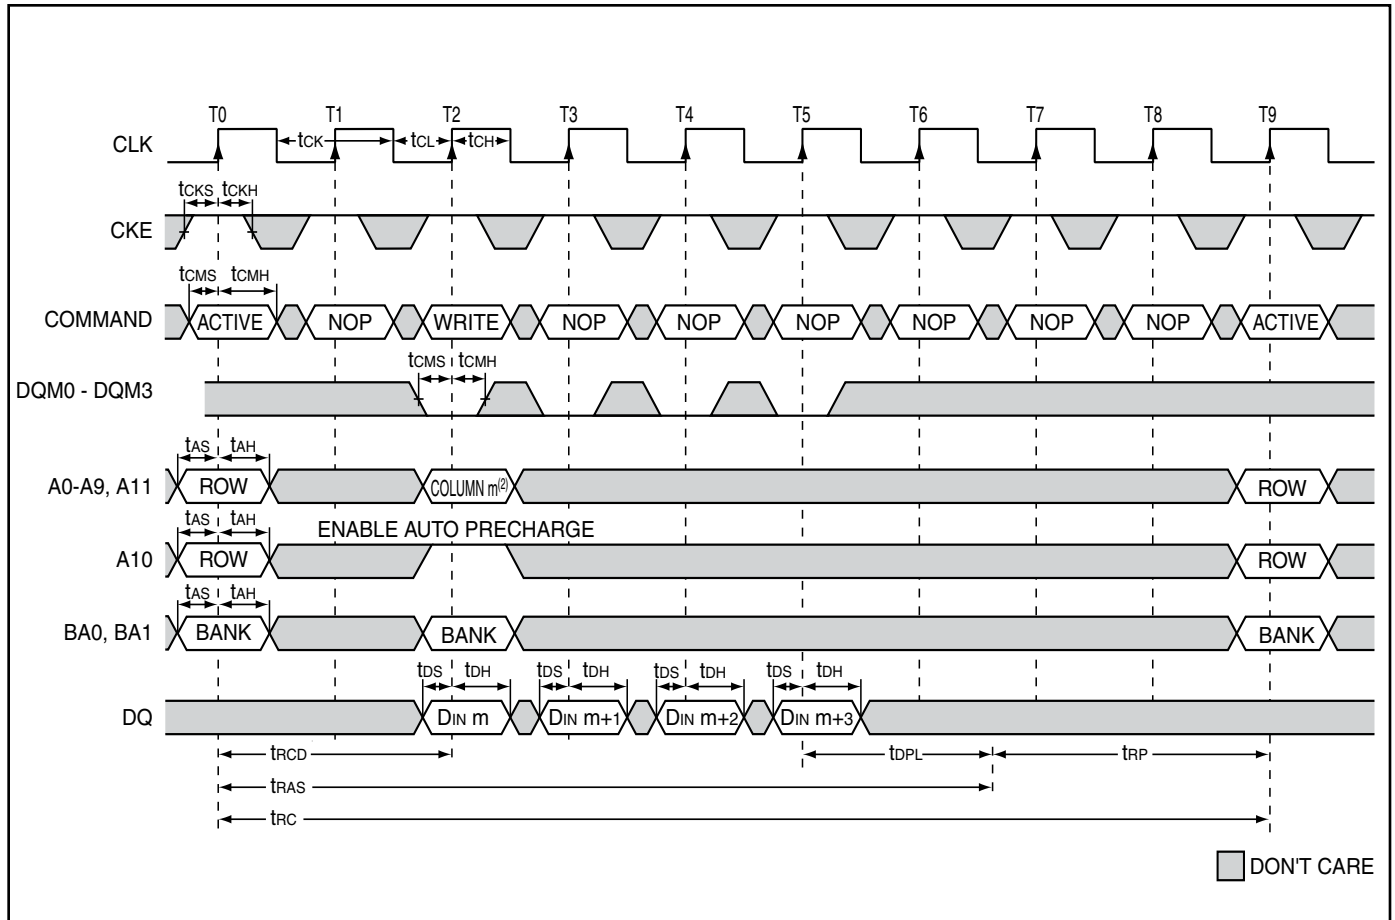 T0 T1 T2 T3 T4 T5 T6 T7 T8 T9
CLK tCK tCL tCH
tCKS tCKH
CKE
tCMS tCMH
COMMAND ACTIVE NOP WRITE NOP NOP NOP NOP NOP NOP ACTIVE
tCMS tCMH
DQM0 - DQM3
tAS tAH
A0-A9, A11 ROW COLUMN m(2) ROW
tAS tAH ENABLE AUTO PRECHARGE
A10 ROW ROW
tAS tAH
BA0, BA1 BANK BANK BANK
tDS tDH tDS tDH tDS tDH tDS tDH
DQ DIN m DIN m+1 DIN m+2 DIN m+3
tRCD tDPL tRP
tRAS
tRC
DON'T CARE